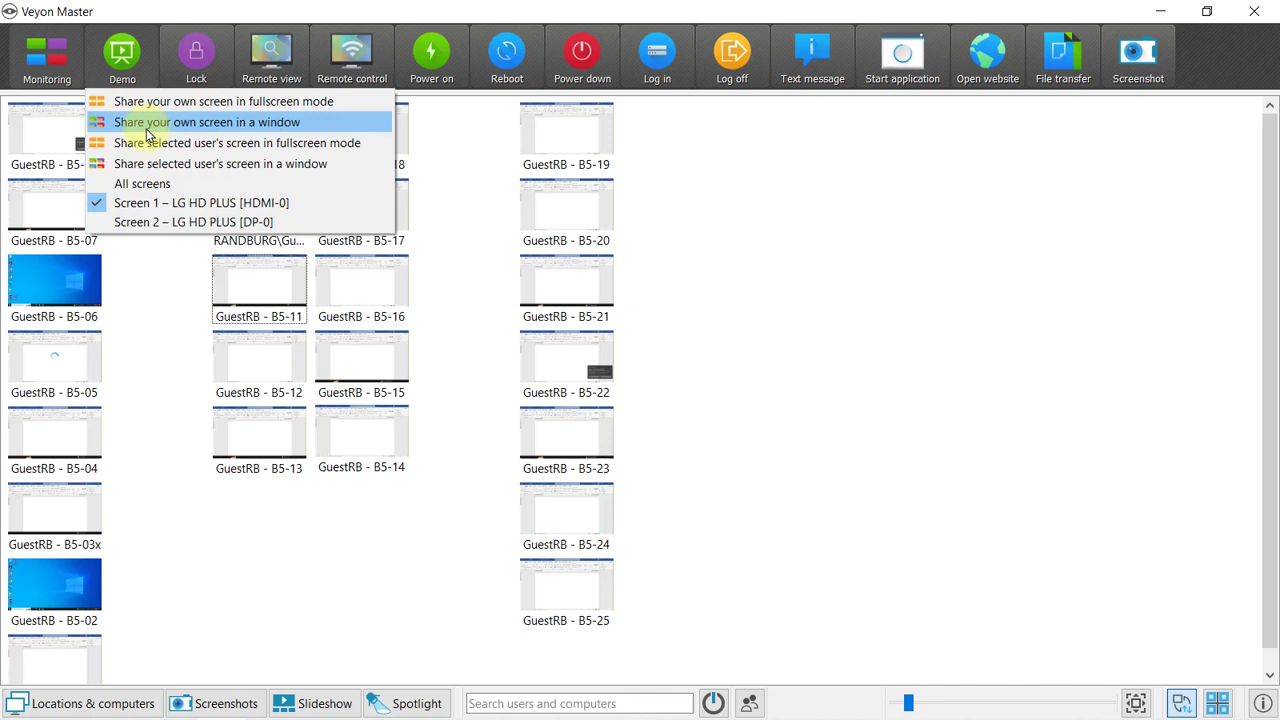 Veyon Master
Monitoring
Demo
Lock
Remote view
Remote control
Power on
Reboot
Power down
Log in
Log off
Text message
Start application
Open website
File transfer
Screenshot
Share your own screen in fullscreen mode
Share your own screen in a window
Share selected user's screen in fullscreen mode
Share selected user's screen in a window
All screens
Screen 1 – LG HD PLUS [HDMI-0]
Screen 2 – LG HD PLUS [DP-0]
GuestRB - B5-
18
GuestRB - B5-19
GuestRB - B5-07
RANDBURG\Gu...
GuestRB - B5-17
GuestRB - B5-20
GuestRB - B5-06
GuestRB - B5-11
GuestRB - B5-16
GuestRB - B5-21
GuestRB - B5-05
GuestRB - B5-12
GuestRB - B5-15
GuestRB - B5-22
GuestRB - B5-04
GuestRB - B5-13
GuestRB - B5-14
GuestRB - B5-23
GuestRB - B5-03x
GuestRB - B5-24
GuestRB - B5-02
GuestRB - B5-25
Locations & computers
Screenshots
Slideshow
Spotlight
Search users and computers